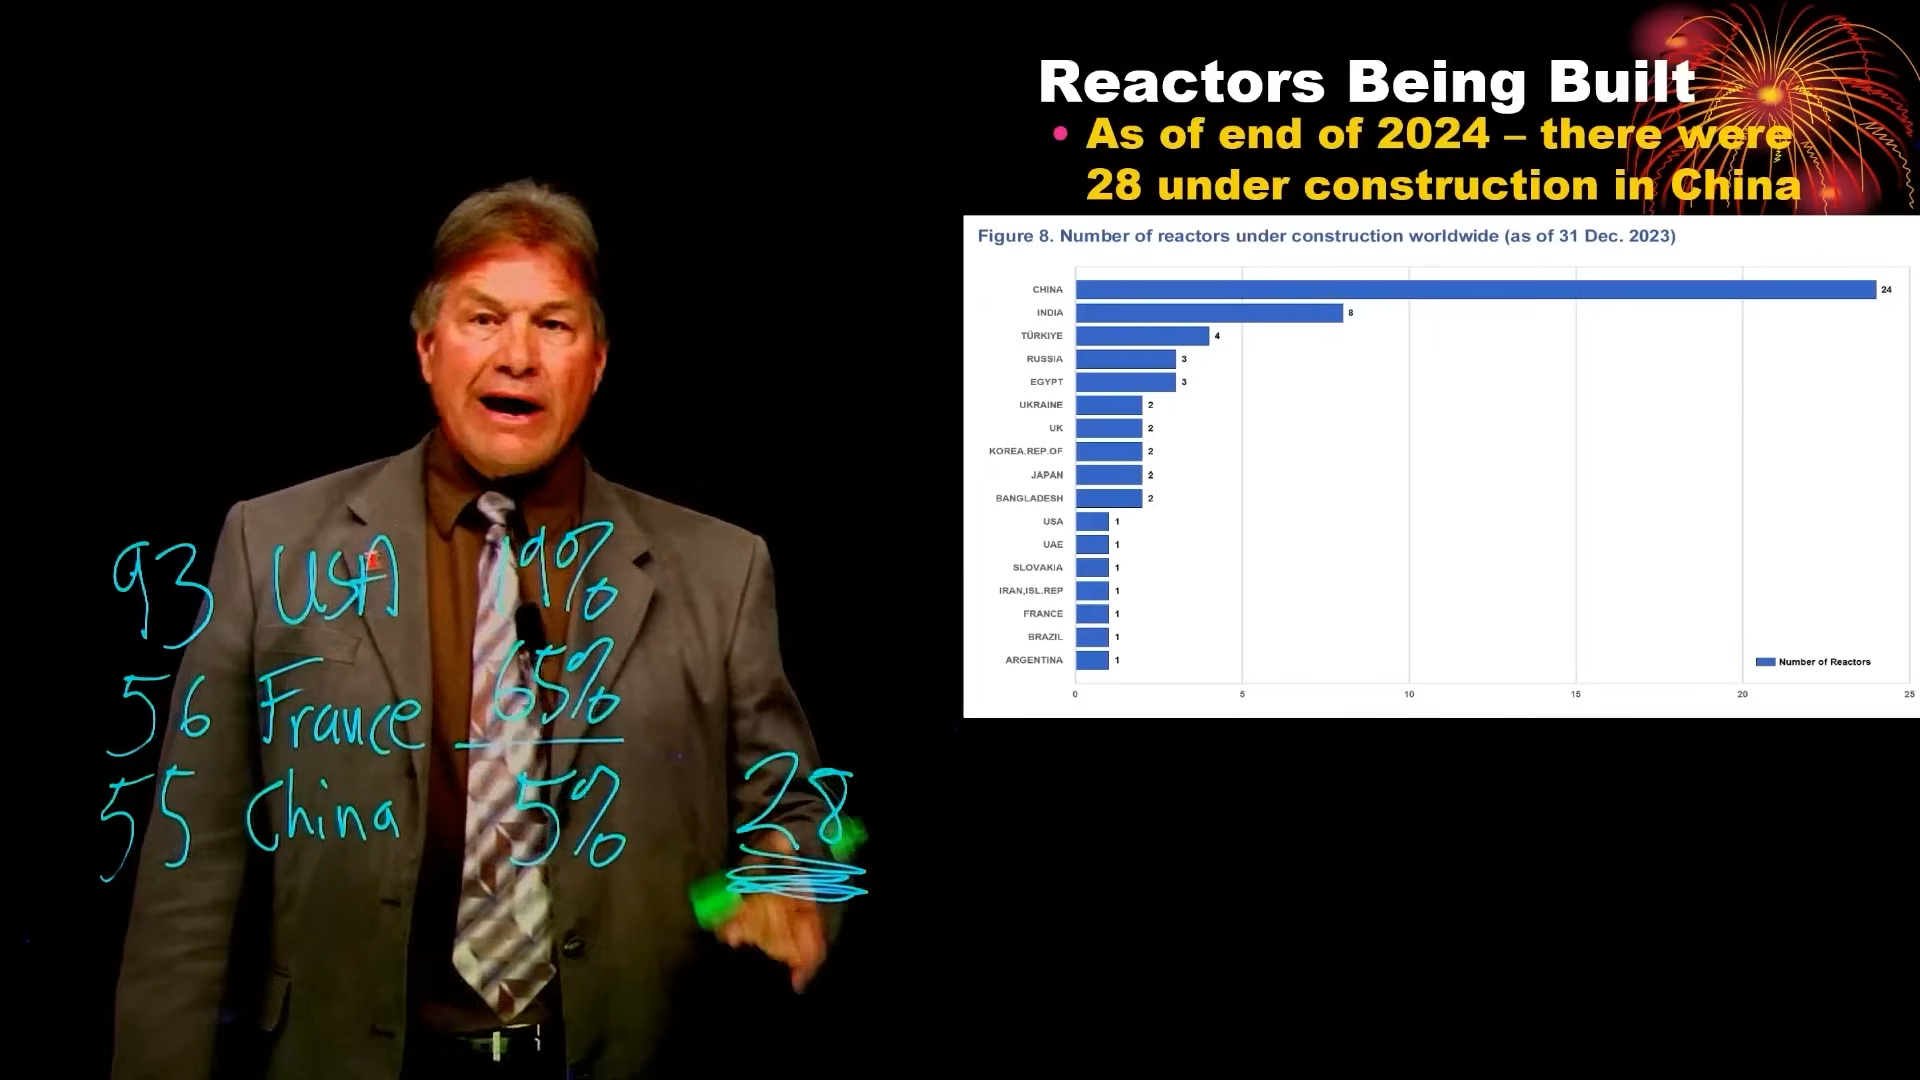 Reactors Being Built
• As of end of 2024 – there were
28 under construction in China
Figure 8. Number of reactors under construction worldwide (as of 31 Dec. 2023)
CHINA 24
INDIA 8
TÜRKIYE 4
RUSSIA 3
EGYPT 3
UKRAINE 2
UK 2
KOREA,REP.OF 2
JAPAN 2
BANGLADESH 2
USA 1
UAE 1
SLOVAKIA 1
IRAN,ISL.REP 1
FRANCE 1
BRAZIL 1
ARGENTINA 1
Number of Reactors
0 5 10 15 20 25
93 USA 19%
56 France 65%
55 China 5% 28